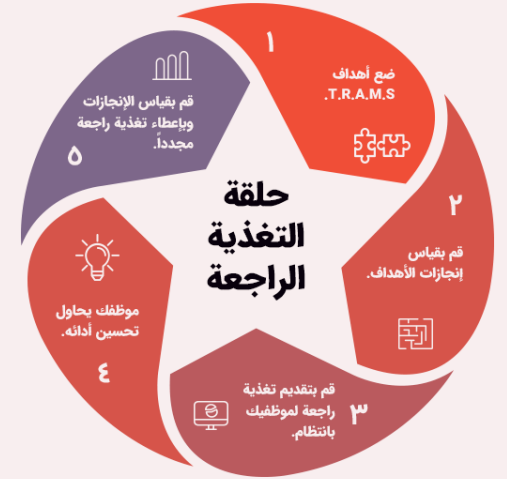 حلقة
التغذية
الراجعة
١
ضع أهداف
T.R.A.M.S.
٢
قم بقياس
إنجازات الأهداف.
٣
قم بتقديم تغذية
راجعة لموظفيك
بانتظام.
٤
موظفك يحاول
تحسين أدائه.
٥
قم بقياس الإنجازات
وبإعطاء تغذية راجعة
مجدداً.